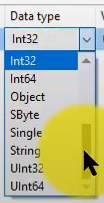 Data type
Int32
Int32
Int64
Object
SByte
Single
String
UInt32
UInt64